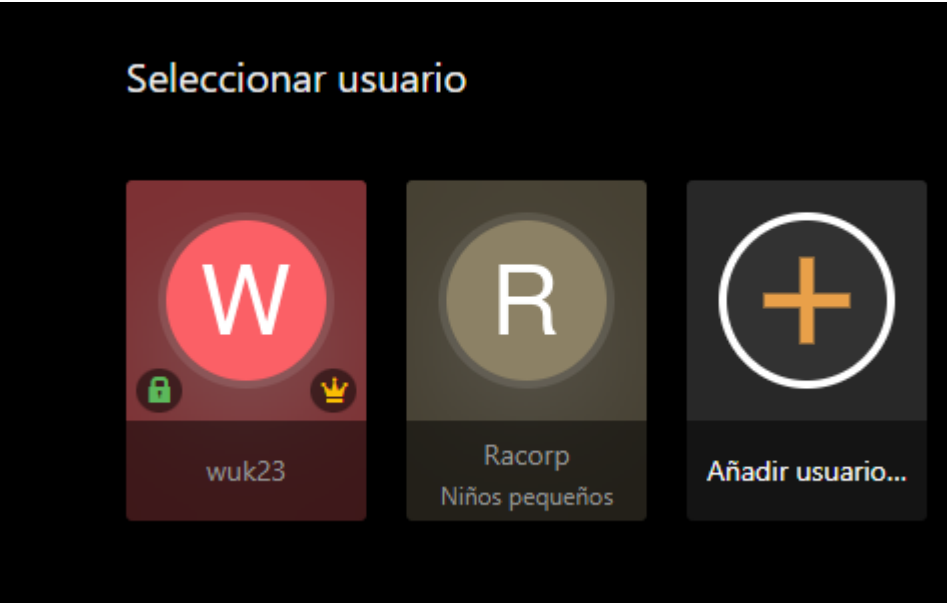 Seleccionar usuario
W
R
wuk23
Racorp
Niños pequeños
Añadir usuario...